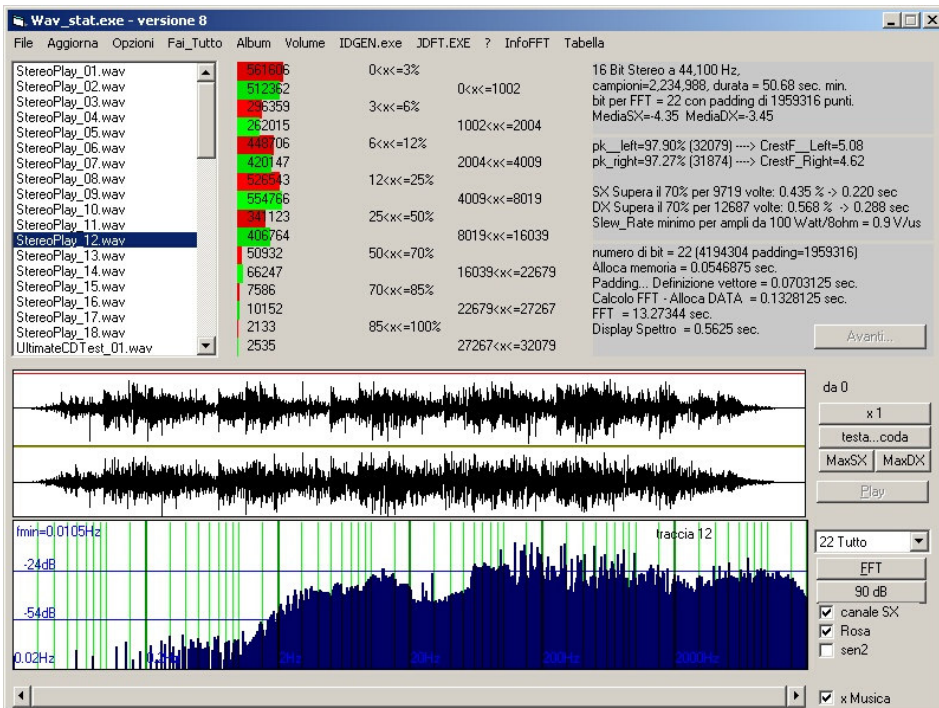 Wav_stat.exe - versione 8
File Aggiorna Opzioni Fai_Tutto Album Volume IDGEN.exe JDFT.EXE ? InfoFFT Tabella
StereoPlay_01.wav
StereoPlay_02.wav
StereoPlay_03.wav
StereoPlay_04.wav
StereoPlay_05.wav
StereoPlay_06.wav
StereoPlay_07.wav
StereoPlay_08.wav
StereoPlay_09.wav
StereoPlay_10.wav
StereoPlay_11.wav
StereoPlay_12.wav
StereoPlay_13.wav
StereoPlay_14.wav
StereoPlay_15.wav
StereoPlay_16.wav
StereoPlay_17.wav
StereoPlay_18.wav
UltimateCDTest_01.wav
561606 0<x<=3%
512362 0<x<=1002
296359 3<x<=6%
262015 1002<x<=2004
448706 6<x<=12%
420147 2004<x<=4009
526543 12<x<=25%
554766 4009<x<=8019
341123 25<x<=50%
406764 8019<x<=16039
50932 50<x<=70%
66247 16039<x<=22679
7586 70<x<=85%
10152 22679<x<=27267
2133 85<x<=100%
2535 27267<x<=32079
16 Bit Stereo a 44,100 Hz,
campioni=2,234,988, durata = 50.68 sec. min.
bit per FFT = 22 con padding di 1959316 punti.
MediaSX=-4.35 MediaDX=-3.45
pk__left=97.90% (32079) ----> CrestF__Left=5.08
pk_right=97.27% (31874) ----> CrestF_Right=4.62
SX Supera il 70% per 9719 volte: 0.435 % -> 0.220 sec
DX Supera il 70% per 12687 volte: 0.568 % -> 0.288 sec
Slew_Rate minimo per ampli da 100 Watt/8ohm = 0.9 V/us
numero di bit = 22 (4194304 padding=1959316)
Alloca memoria = 0.0546875 sec.
Padding... Definizione vettore = 0.0703125 sec.
Calcolo FFT - Alloca DATA = 0.1328125 sec.
FFT = 13.27344 sec.
Display Spettro = 0.5625 sec.
Avanti...
da 0
x 1
testa...coda
MaxSX MaxDX
Play
fmin=0.0105Hz
traccia 12
-24dB
-54dB
0.02Hz 0.2Hz 2Hz 20Hz 200Hz 2000Hz
22 Tutto
FFT
90 dB
canale SX
Rosa
sen2
x Musica